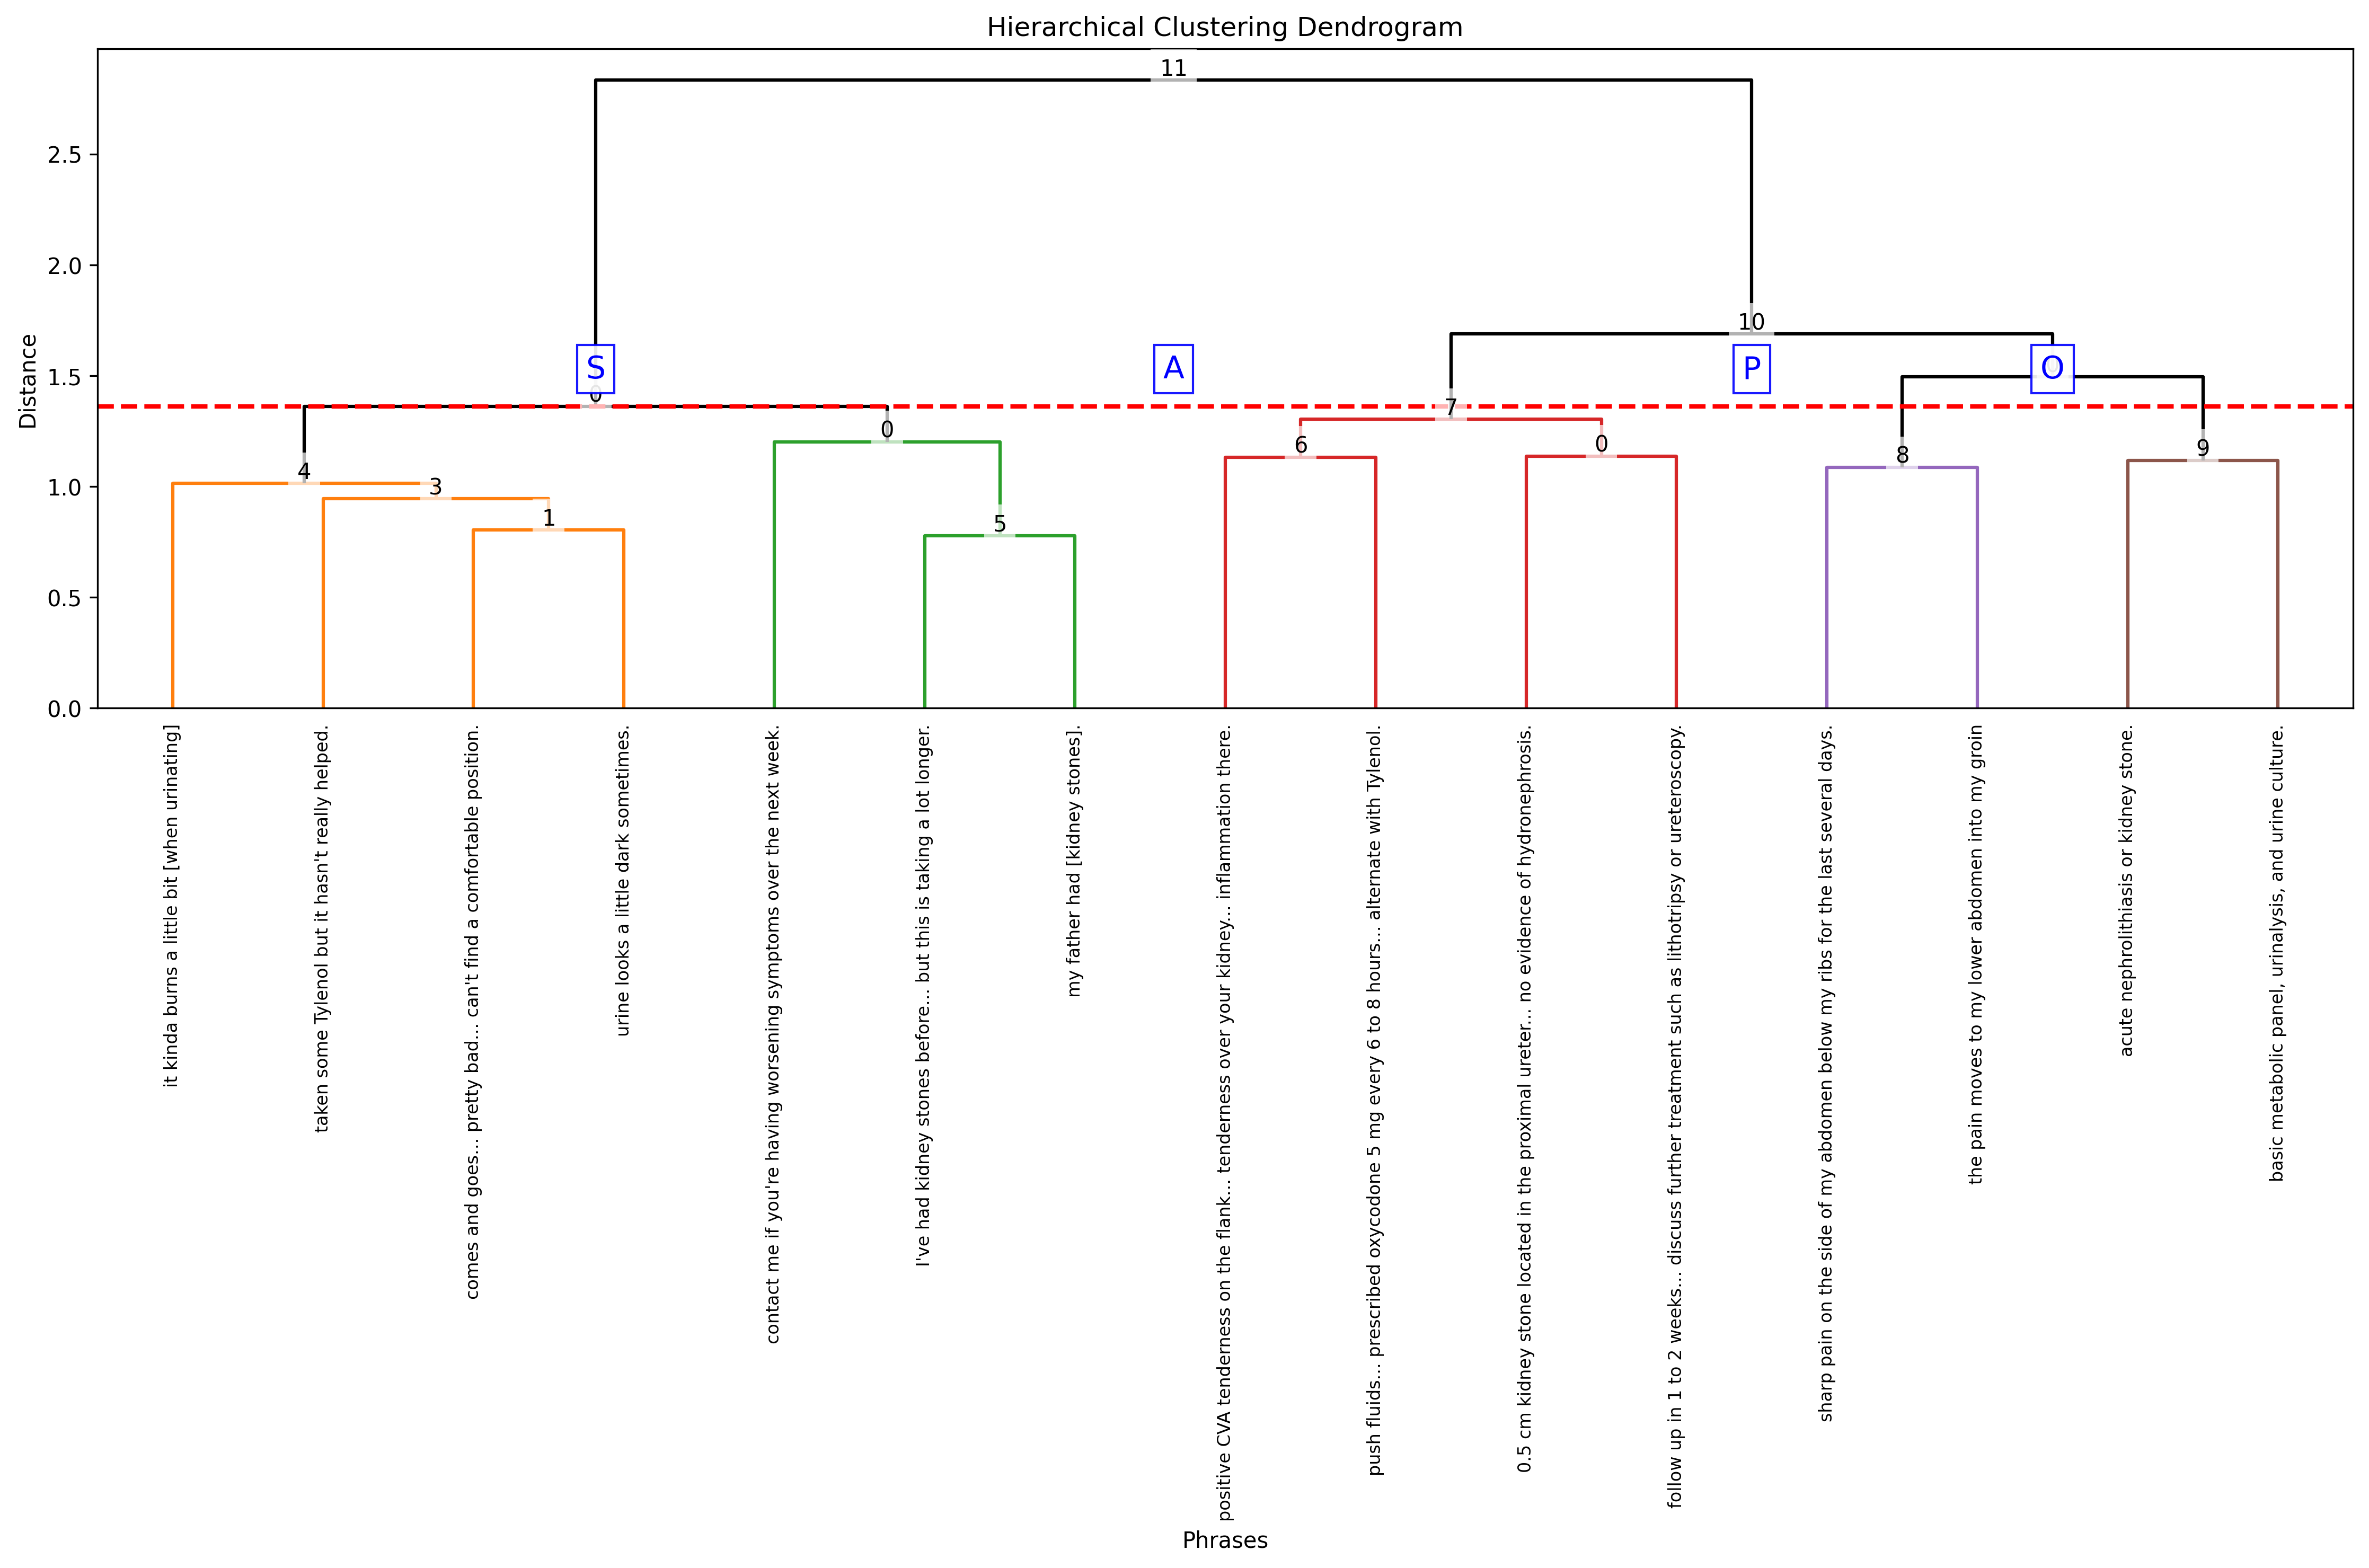 Hierarchical Clustering Dendrogram
11
2.5
2.0
10
Distance
1.5
S
A
P
O
0
7
0
6
0
8
9
4
3
1.0
1
5
0.5
0.0
it kinda burns a little bit [when urinating]
taken some Tylenol but it hasn't really helped.
comes and goes... pretty bad... can't find a comfortable position.
urine looks a little dark sometimes.
contact me if you're having worsening symptoms over the next week.
I've had kidney stones before... but this is taking a lot longer.
my father had [kidney stones].
positive CVA tenderness on the flank... tenderness over your kidney... inflammation there.
push fluids... prescribed oxycodone 5 mg every 6 to 8 hours... alternate with Tylenol.
0.5 cm kidney stone located in the proximal ureter... no evidence of hydronephrosis.
follow up in 1 to 2 weeks... discuss further treatment such as lithotripsy or ureteroscopy.
sharp pain on the side of my abdomen below my ribs for the last several days.
the pain moves to my lower abdomen into my groin
acute nephrolithiasis or kidney stone.
basic metabolic panel, urinalysis, and urine culture.
Phrases